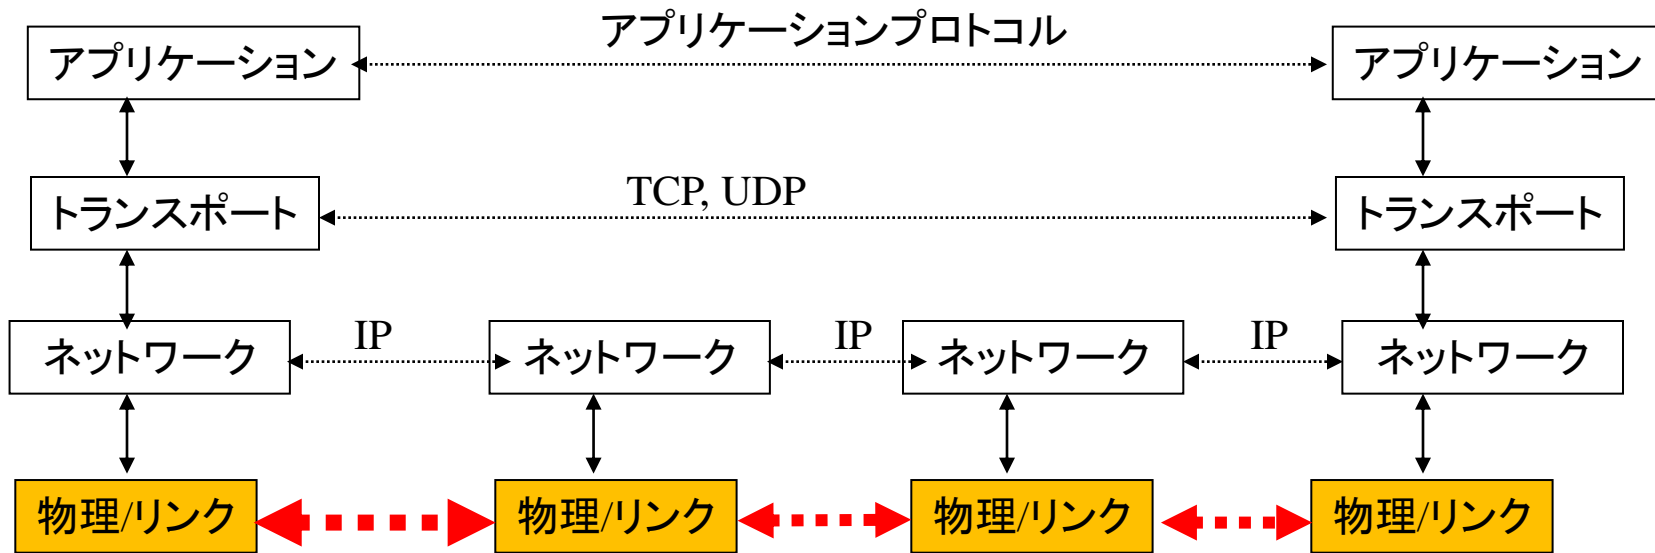 アプリケーションプロトコル
アプリケーション
アプリケーション
TCP, UDP
トランスポート
トランスポート
IP
IP
IP
ネットワーク
ネットワーク
ネットワーク
ネットワーク
物理/リンク
物理/リンク
物理/リンク
物理/リンク